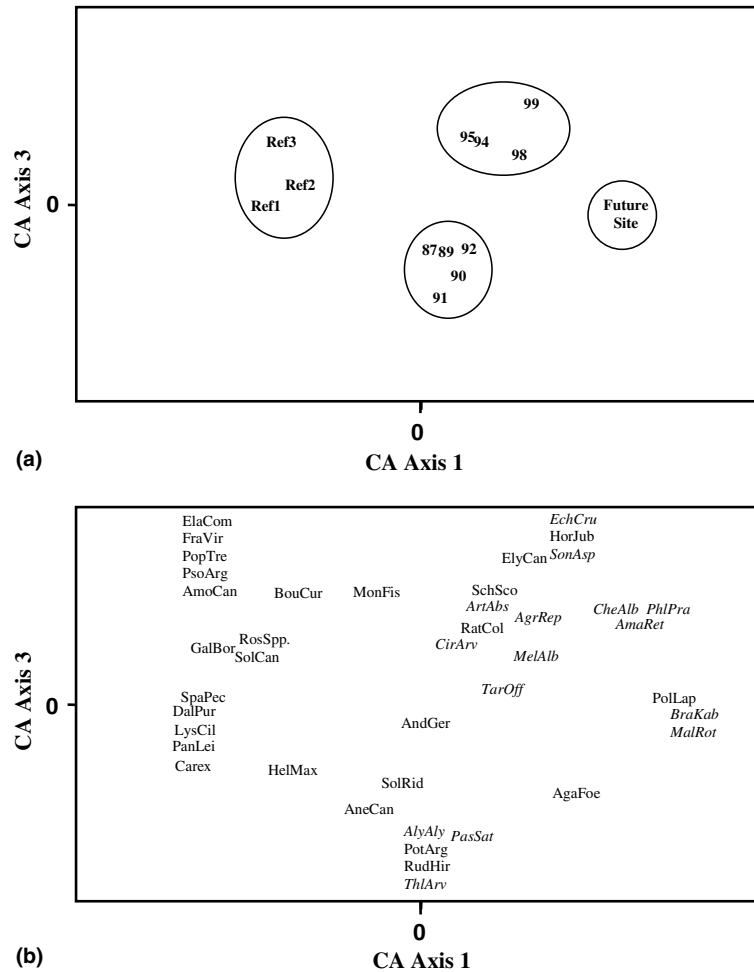 99
95 94
98
Ref3
Ref2
Ref1
Future
Site
87 89 92
90
91
0
CA Axis 3
0
CA Axis 1
(a)
ElaCom
FraVir
PopTre
PsoArg
AmoCan
BouCur
MonFis
EchCru
HorJub
SonAsp
ElyCan
SchSco
ArtAbs
AgrRep
RatCol
CirArv
CheAlb PhlPra
AmaRet
MelAlb
GalBor
RosSpp.
SolCan
TarOff
SpaPec
DalPur
LysCil
PanLei
Carex
HelMax
AndGer
PolLap
BraKab
MalRot
SolRid
AgaFoe
AneCan
AlyAly PasSat
PotArg
RudHir
ThlArv
0
CA Axis 3
0
CA Axis 1
(b)